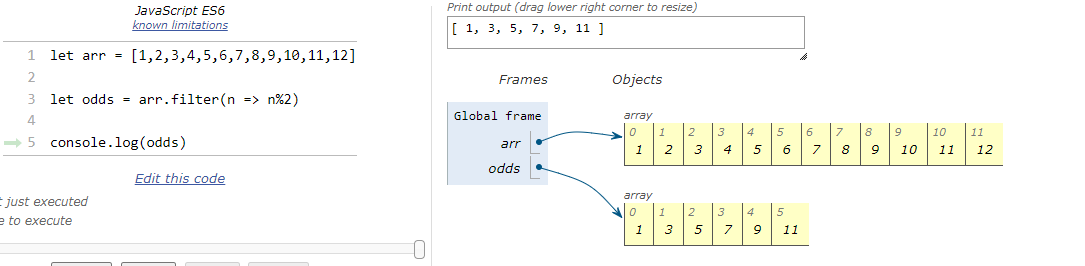 JavaScript ES6
known limitations
1 let arr = [1,2,3,4,5,6,7,8,9,10,11,12]
2
3 let odds = arr.filter(n => n%2)
4
5 console.log(odds)
Edit this code
just executed
to execute
Print output (drag lower right corner to resize)
[ 1, 3, 5, 7, 9, 11 ]
Frames Objects
Global frame
arr
odds
array
0 1 2 3 4 5 6 7 8 9 10 11
1 2 3 4 5 6 7 8 9 10 11 12
array
0 1 2 3 4 5
1 3 5 7 9 11